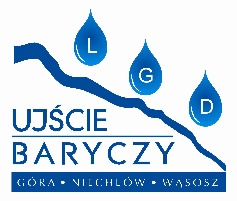 L
G
D
UJŚCIE
BARYCZY
GÓRA • NIECHLÓW • WĄSOSZ